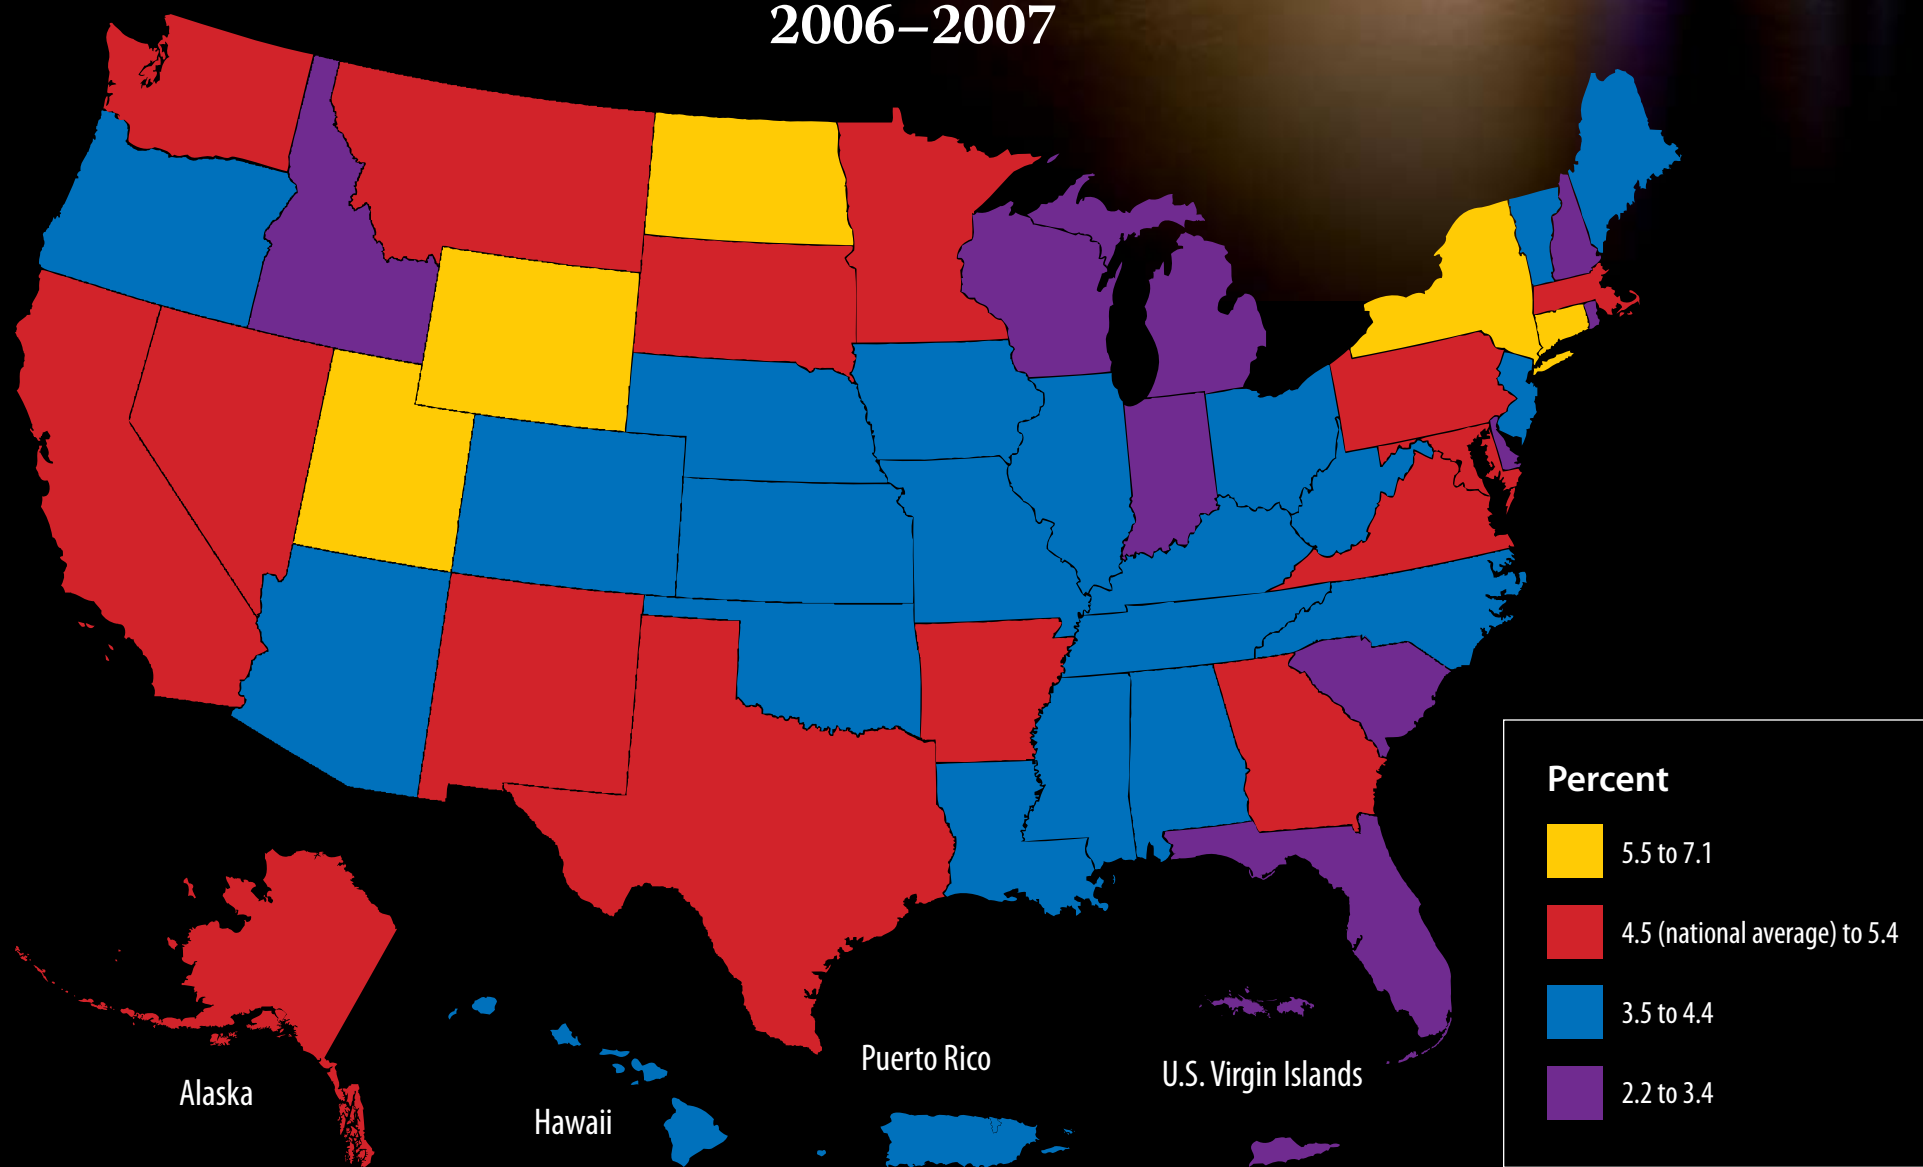 2006–2007
Alaska
Hawaii
Puerto Rico
U.S. Virgin Islands
Percent
5.5 to 7.1
4.5 (national average) to 5.4
3.5 to 4.4
2.2 to 3.4